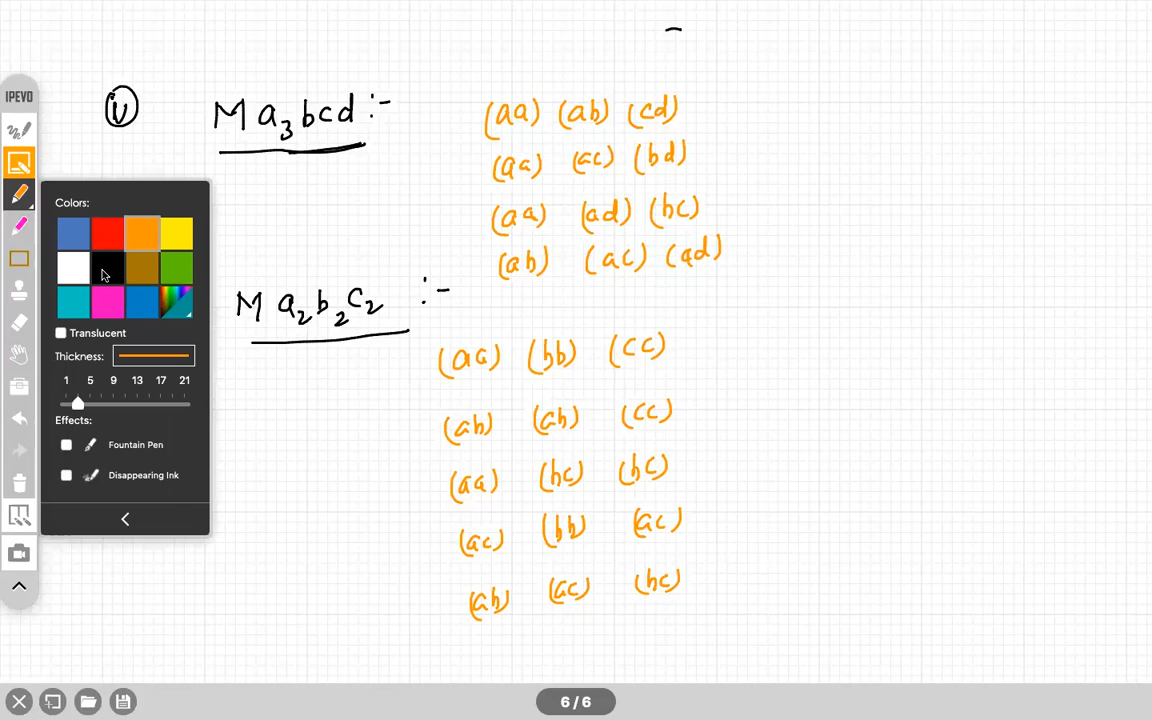 IPEVO
(iv) Ma₃bcd :-
(aa) (ab) (cd)
(aa) (ac) (bd)
(aa) (ad) (bc)
(ab) (ac) (ad)
Ma₂b₂c₂ :-
(aa) (bb) (cc)
(ab) (ab) (cc)
(aa) (bc) (bc)
(ac) (bb) (ac)
(ab) (ac) (bc)
Colors:
Translucent
Thickness:
1 5 9 13 17 21
Effects:
Fountain Pen
Disappearing Ink
6/6